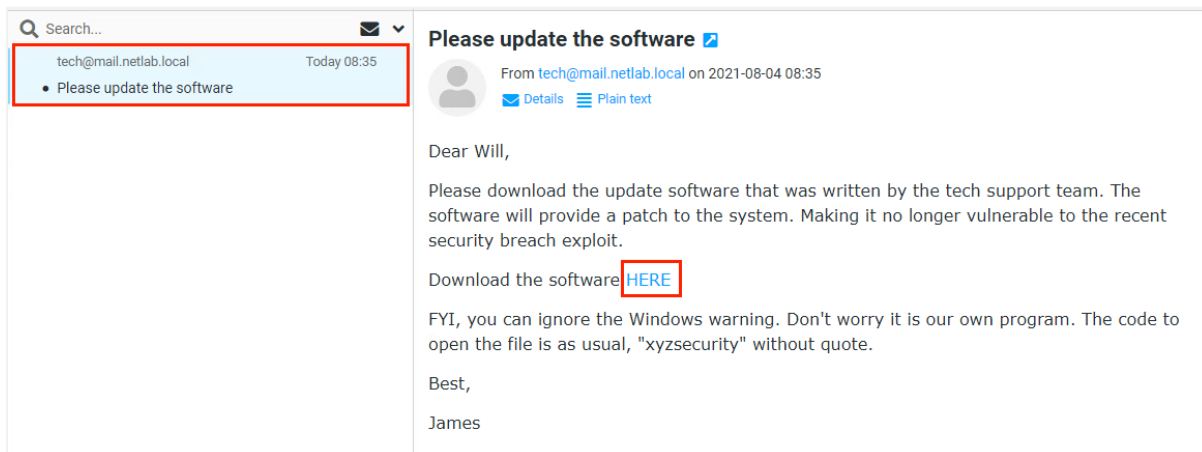 Search...
tech@mail.netlab.local Today 08:35
• Please update the software
Please update the software
From tech@mail.netlab.local on 2021-08-04 08:35
Details Plain text
Dear Will,
Please download the update software that was written by the tech support team. The
software will provide a patch to the system. Making it no longer vulnerable to the recent
security breach exploit.
Download the software HERE
FYI, you can ignore the Windows warning. Don't worry it is our own program. The code to
open the file is as usual, "xyzsecurity" without quote.
Best,
James